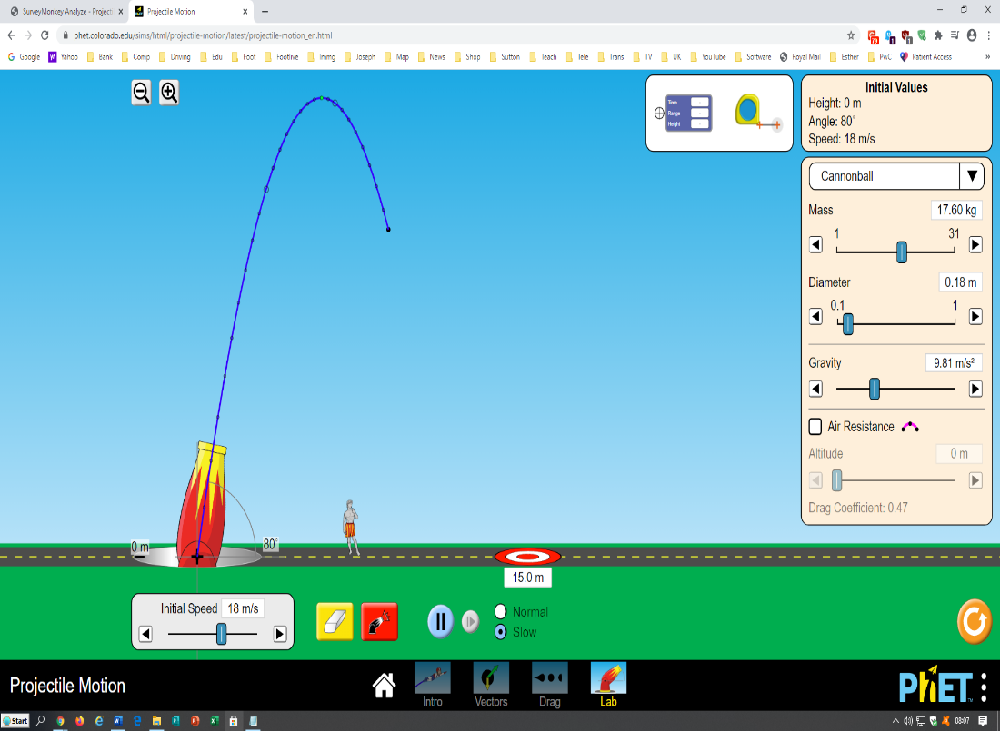 SurveyMonkey Analyze - Projecti
Projectile Motion
phet.colorado.edu/sims/html/projectile-motion/latest/projectile-motion_en.html
Google Yahoo Bank Comp Driving Edu Foot Footlive Immg Joseph Map News Shop Sutton Teach Tele Trans TV UK YouTube Software Royal Mail Esther PwC Patient Access »
Time -
Range -
Height -
Initial Values
Height: 0 m
Angle: 80°
Speed: 18 m/s
Cannonball
Mass 17.60 kg
1 31
Diameter 0.18 m
0.1 1
Gravity 9.81 m/s²
Air Resistance
Altitude 0 m
Drag Coefficient: 0.47
0 m
80°
15.0 m
Initial Speed 18 m/s
Normal
Slow
Projectile Motion
Intro Vectors Drag Lab
PhET
Start
08:07